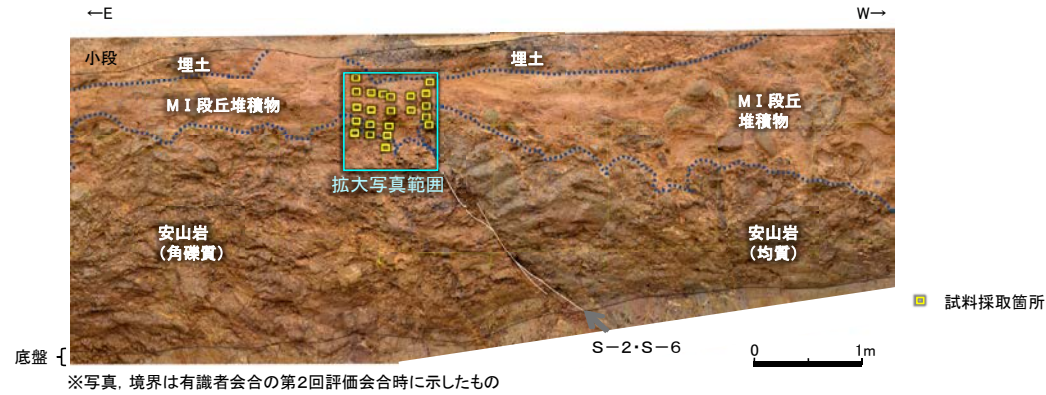 ←E
W→
小段
埋土
埋土
MⅠ段丘堆積物
MⅠ段丘
堆積物
拡大写真範囲
安山岩
（角礫質）
安山岩
（均質）
試料採取箇所
S－2・S－6
底盤
0
1m
※写真，境界は有識者会合の第2回評価会合時に示したもの